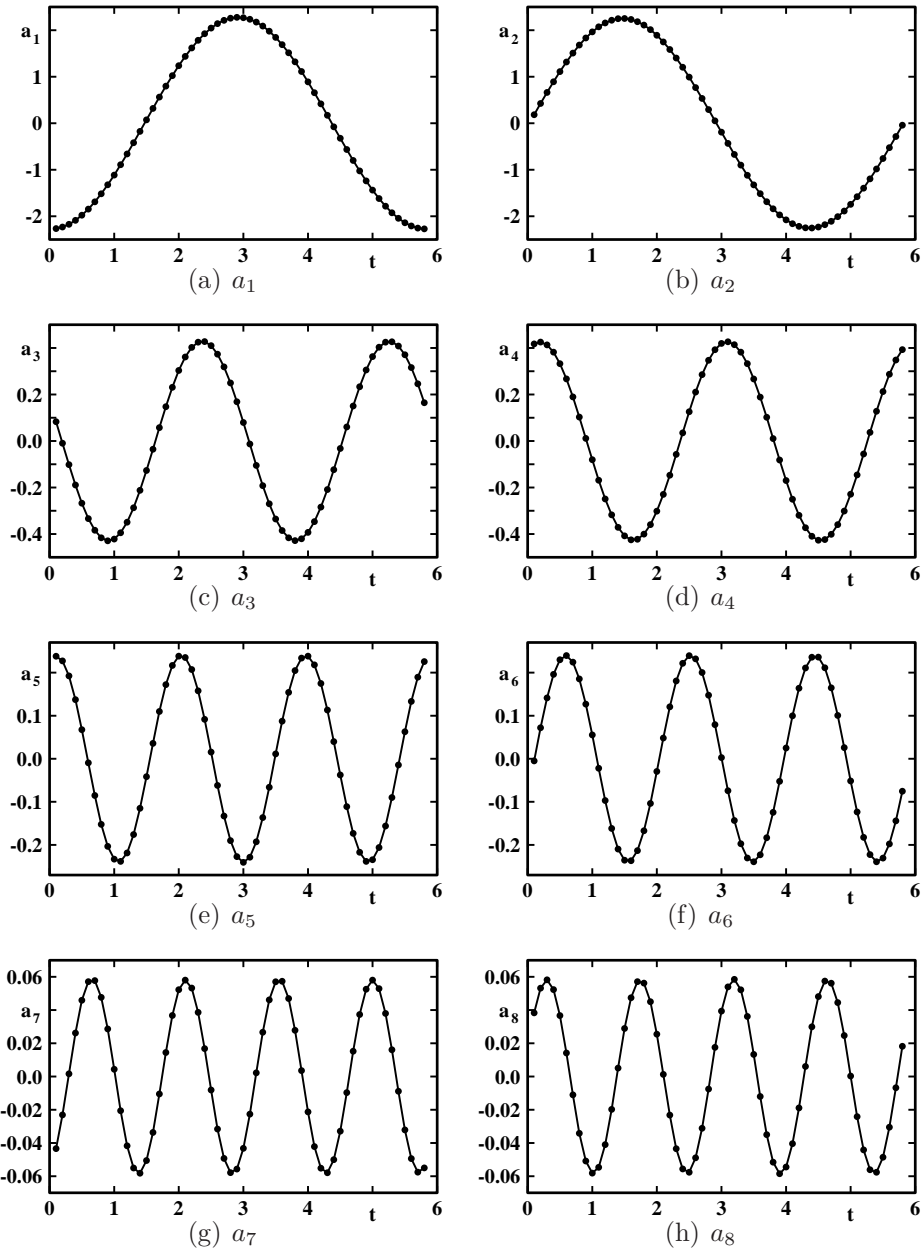 a1
1
0
-1
-2
0 1 2 3 4 t 6
(a) a1
a2
1
0
-1
-2
0 1 2 3 4 t 6
(b) a2
a3
0.2
0.0
-0.2
-0.4
0 1 2 3 4 t 6
(c) a3
a4
0.2
0.0
-0.2
-0.4
0 1 2 3 4 t 6
(d) a4
a5
0.1
0.0
-0.1
-0.2
0 1 2 3 4 t 6
(e) a5
a6
0.1
0.0
-0.1
-0.2
0 1 2 3 4 t 6
(f) a6
0.06
a7
0.02
0.0
-0.02
-0.04
-0.06
0 1 2 3 4 t 6
(g) a7
0.06
a8
0.02
0.0
-0.02
-0.04
-0.06
0 1 2 3 4 t 6
(h) a8